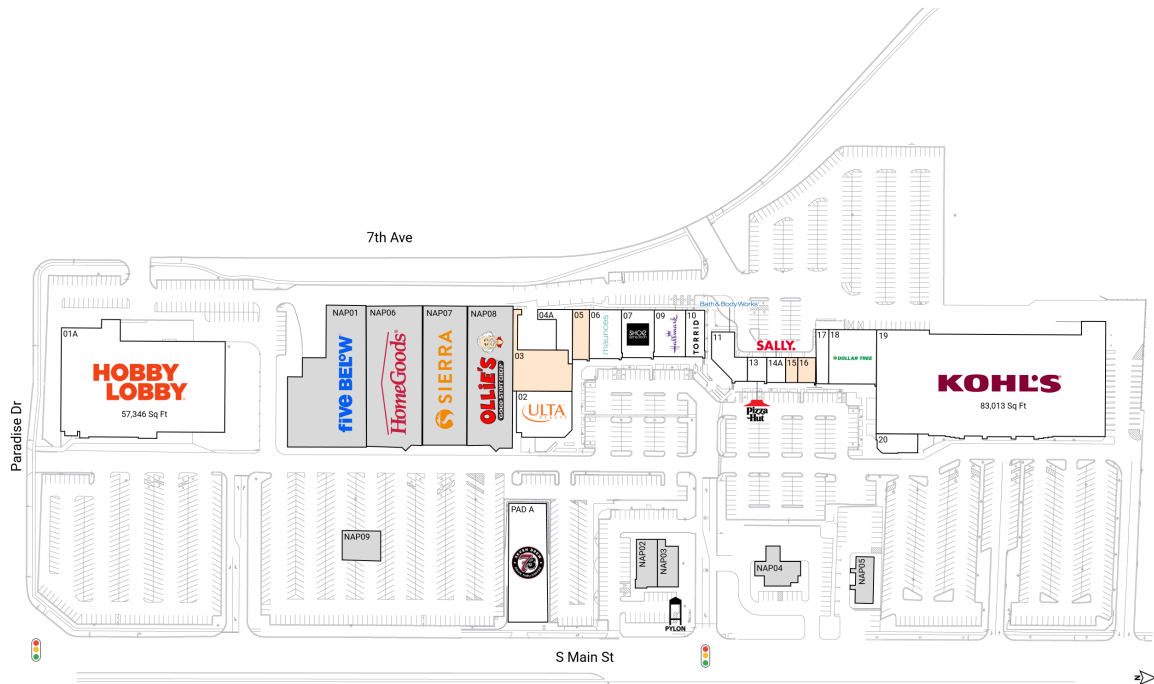 7th Ave
Paradise Dr
01A
HOBBY
LOBBY
57,346 Sq Ft
NAP01
five BEL°W
NAP06
HomeGoods
NAP07
SIERRA
NAP08
OLLiE'S
03
02
ULTA
04A
05
06
maurices
07
SHOE
09
Hallmark
10
TORRID
Bath & Body Works
11
SALLY.
13
14A
15
16
Pizza
Hut
17
18
DOLLAR TREE
19
KOHL'S
83,013 Sq Ft
20
NAP09
PAD A
7
NAP02
NAP03
PYLON
NAP04
NAP05
S Main St
N